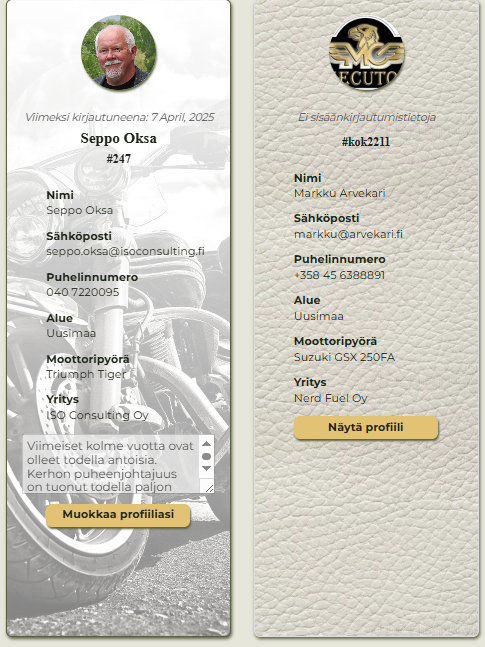 Viimeksi kirjautuneena: 7 April, 2025
Seppo Oksa
#247
Nimi
Seppo Oksa
Sähköposti
seppo.oksa@isoconsulting.fi
Puhelinnumero
040 7220095
Alue
Uusimaa
Moottoripyörä
Triumph Tiger
Yritys
ISO Consulting Oy
Viimeiset kolme vuotta ovat
olleet todella antoisia.
Kerhon puheenjohtajuus
on tuonut todella paljon
Muokkaa profiiliasi
MC
ECUTO
Ei sisäänkirjautumistietoja
#kok2211
Nimi
Markku Arvekari
Sähköposti
markku@arvekari.fi
Puhelinnumero
+358 45 6388891
Alue
Uusimaa
Moottoripyörä
Suzuki GSX 250FA
Yritys
Nerd Fuel Oy
Näytä profiili